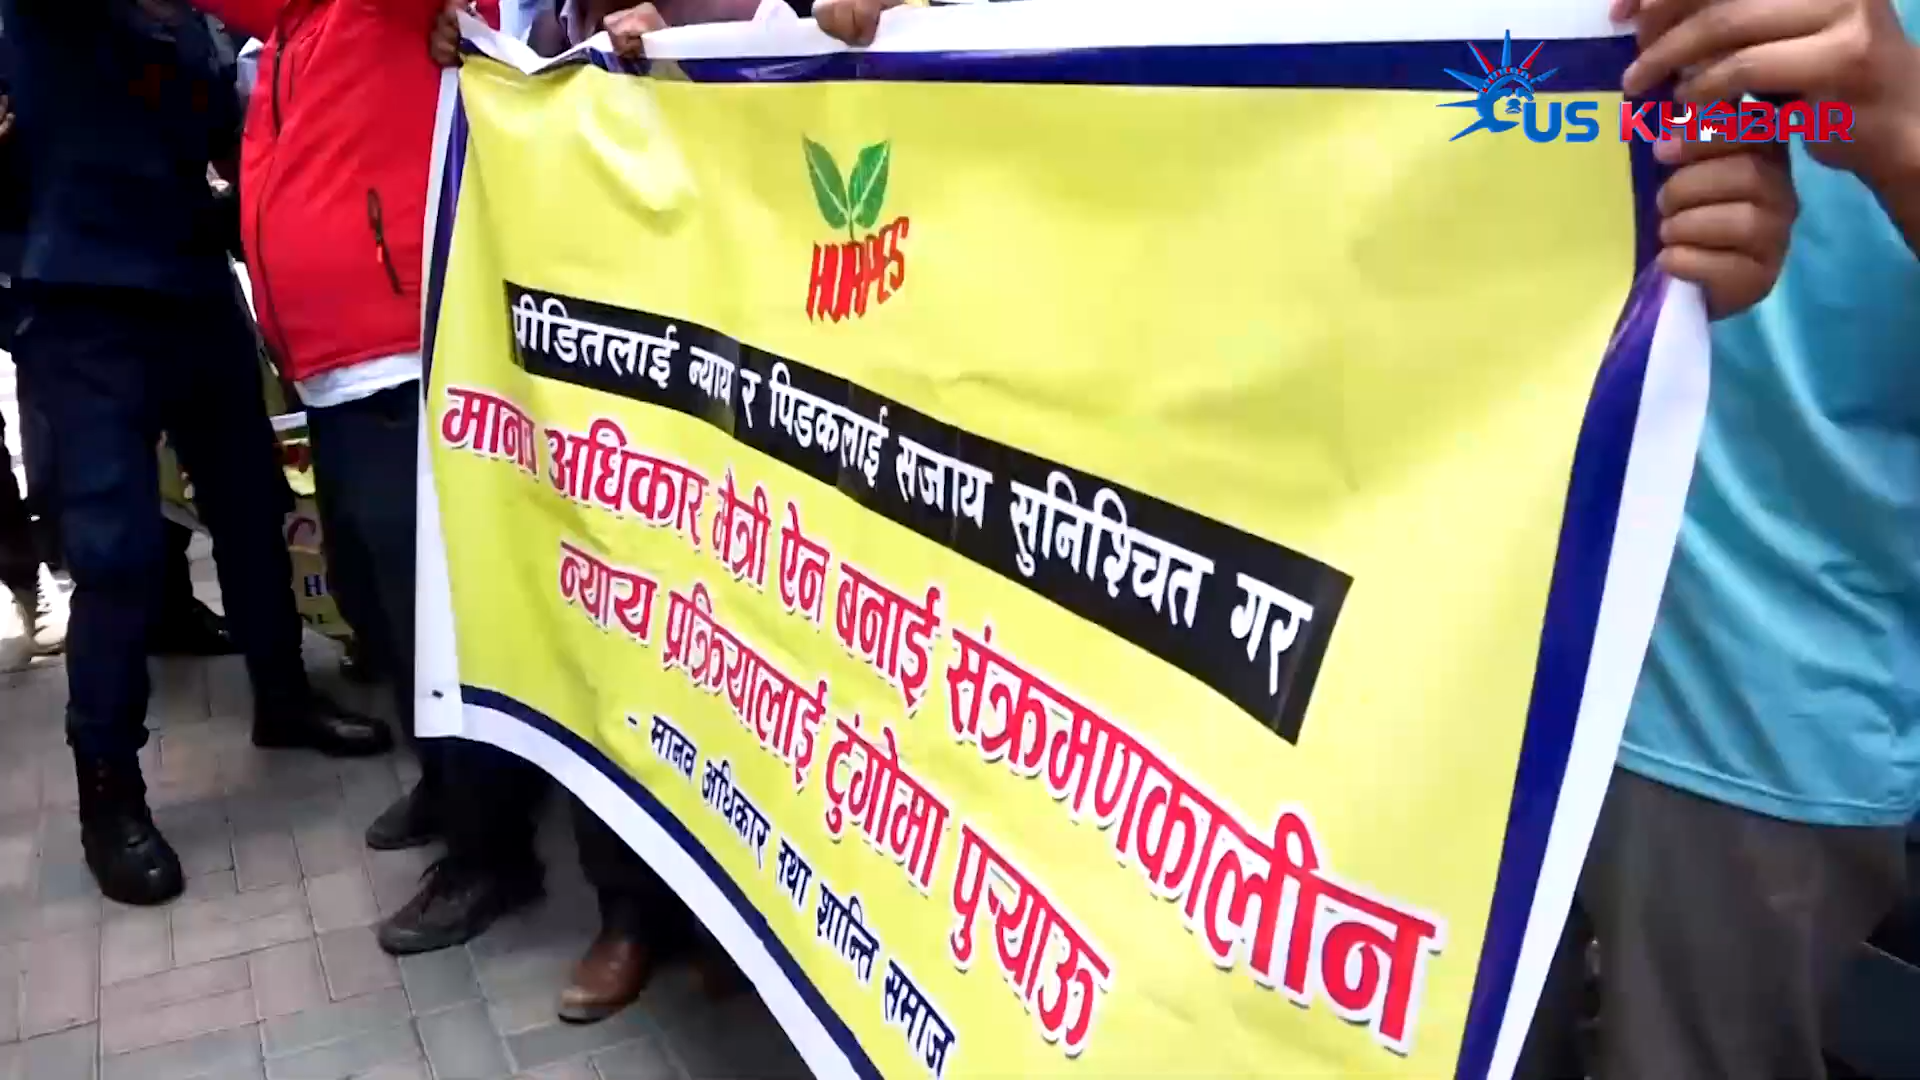 US KHABAR
HURPES
पीडितलाई न्याय र पिडकलाई सजाय सुनिश्चित गर
मानव अधिकार मैत्री ऐन बनाई संक्रमणकालीन
न्याय प्रक्रियालाई टुंगोमा पुर्‍याऊ
- मानव अधिकार तथा शान्ति समाज